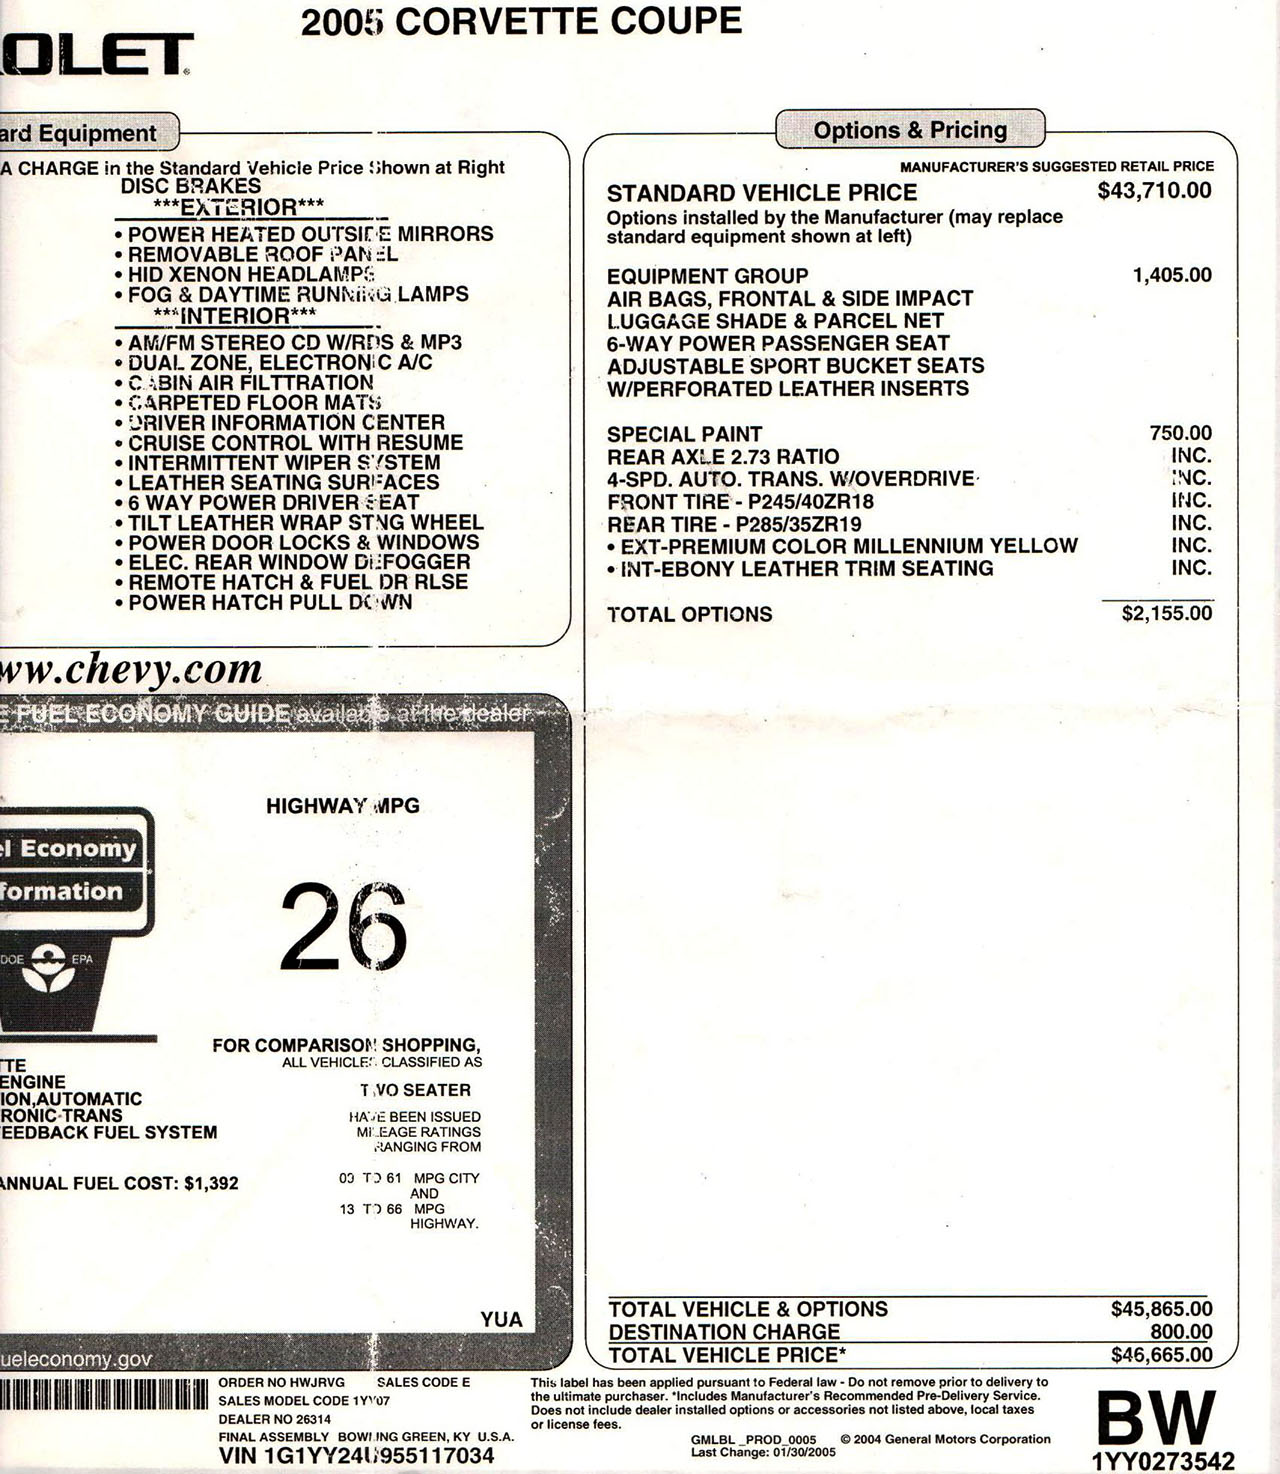 2005 CORVETTE COUPE
OLET
ard Equipment
A CHARGE in the Standard Vehicle Price Shown at Right
DISC BRAKES
***EXTERIOR***
• POWER HEATED OUTSIDE MIRRORS
• REMOVABLE ROOF PANEL
• HID XENON HEADLAMPS
• FOG & DAYTIME RUNNING LAMPS
***INTERIOR***
• AM/FM STEREO CD W/RDS & MP3
• DUAL ZONE, ELECTRONIC A/C
• CABIN AIR FILTTRATION
• CARPETED FLOOR MATS
• DRIVER INFORMATION CENTER
• CRUISE CONTROL WITH RESUME
• INTERMITTENT WIPER SYSTEM
• LEATHER SEATING SURFACES
• 6 WAY POWER DRIVER SEAT
• TILT LEATHER WRAP STNG WHEEL
• POWER DOOR LOCKS & WINDOWS
• ELEC. REAR WINDOW DEFOGGER
• REMOTE HATCH & FUEL DR RLSE
• POWER HATCH PULL DOWN
Options & Pricing
MANUFACTURER'S SUGGESTED RETAIL PRICE
STANDARD VEHICLE PRICE $43,710.00
Options installed by the Manufacturer (may replace
standard equipment shown at left)
EQUIPMENT GROUP 1,405.00
AIR BAGS, FRONTAL & SIDE IMPACT
LUGGAGE SHADE & PARCEL NET
6-WAY POWER PASSENGER SEAT
ADJUSTABLE SPORT BUCKET SEATS
W/PERFORATED LEATHER INSERTS
SPECIAL PAINT 750.00
REAR AXLE 2.73 RATIO INC.
4-SPD. AUTO. TRANS. W/OVERDRIVE INC.
FRONT TIRE - P245/40ZR18 INC.
REAR TIRE - P285/35ZR19 INC.
• EXT-PREMIUM COLOR MILLENNIUM YELLOW INC.
• INT-EBONY LEATHER TRIM SEATING INC.
TOTAL OPTIONS $2,155.00
TOTAL VEHICLE & OPTIONS $45,865.00
DESTINATION CHARGE 800.00
TOTAL VEHICLE PRICE* $46,665.00
ww.chevy.com
E FUEL ECONOMY GUIDE available at the dealer
HIGHWAY MPG
26
el Economy
formation
DOE EPA
FOR COMPARISON SHOPPING,
ALL VEHICLES CLASSIFIED AS
TWO SEATER
HAVE BEEN ISSUED
MILEAGE RATINGS
RANGING FROM
TO 61 MPG CITY
AND
13 TO 66 MPG
HIGHWAY.
TTE
ENGINE
ION,AUTOMATIC
RONIC TRANS
EEDBACK FUEL SYSTEM
ANNUAL FUEL COST: $1,392
YUA
ueleconomy.gov
ORDER NO HWJRVG SALES CODE E
SALES MODEL CODE 1YY07
DEALER NO 26314
FINAL ASSEMBLY BOWLING GREEN, KY U.S.A.
VIN 1G1YY24U955117034
This label has been applied pursuant to Federal law - Do not remove prior to delivery to
the ultimate purchaser. *Includes Manufacturer's Recommended Pre-Delivery Service.
Does not include dealer installed options or accessories not listed above, local taxes
or license fees.
GMLBL_PROD_0005 © 2004 General Motors Corporation
Last Change: 01/30/2005
BW
1YY0273542